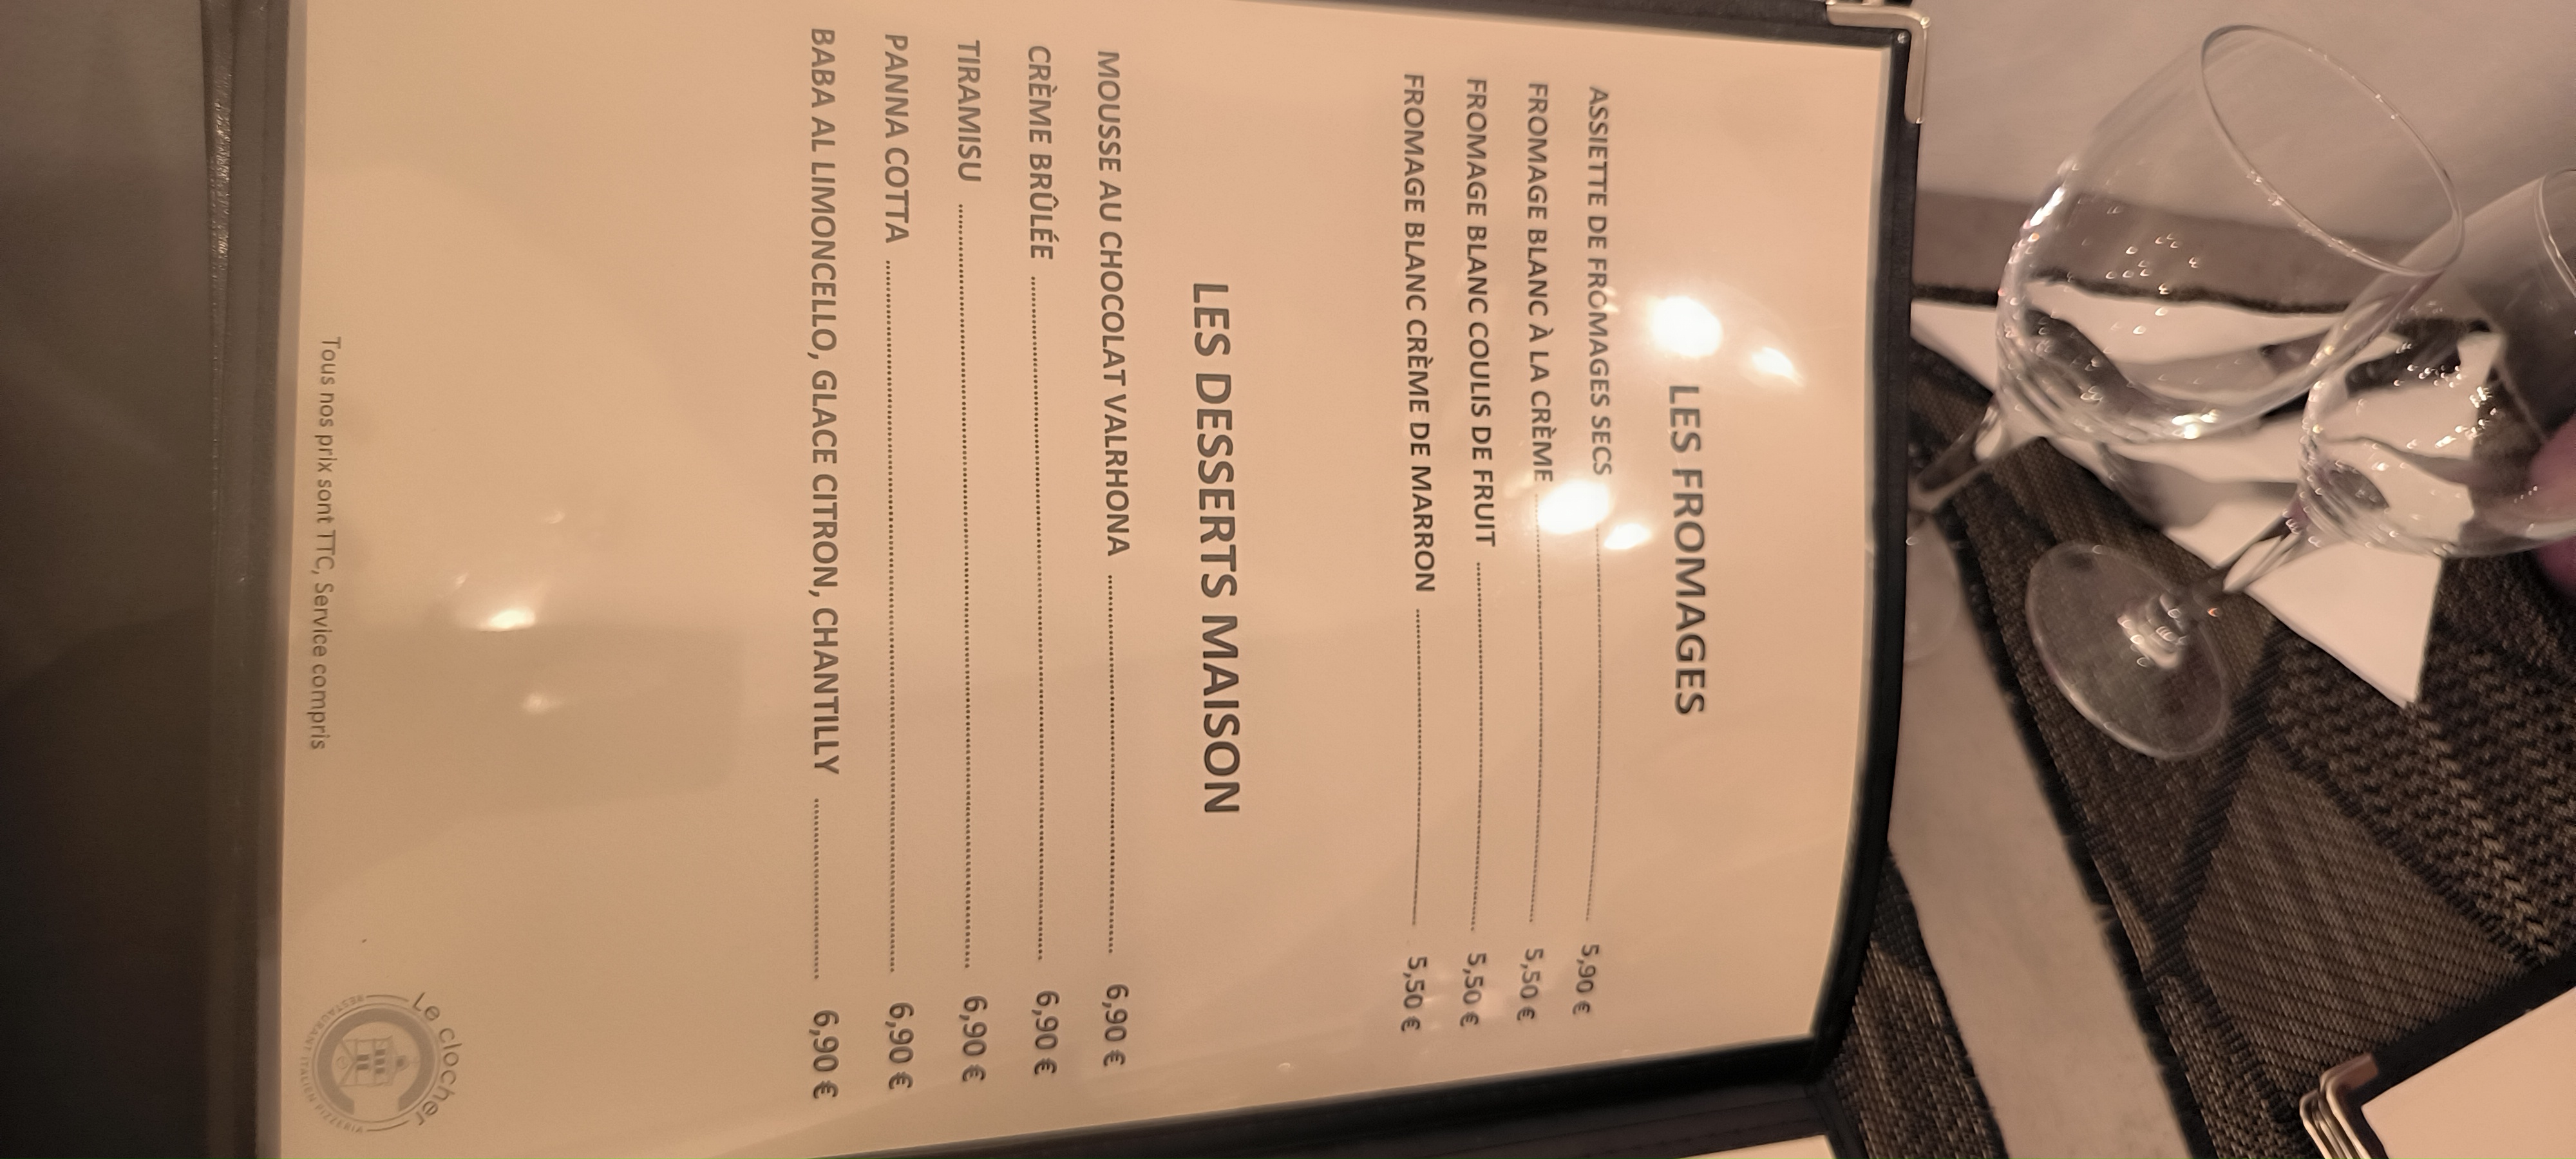 LES FROMAGES
ASSIETTE DE FROMAGES SECS ........ 5,90 €
FROMAGE BLANC À LA CRÈME ........ 5,50 €
FROMAGE BLANC COULIS DE FRUIT ........ 5,50 €
FROMAGE BLANC CRÈME DE MARRON ........ 5,50 €
LES DESSERTS MAISON
MOUSSE AU CHOCOLAT VALRHONA ........ 6,90 €
CRÈME BRÛLÉE ........ 6,90 €
TIRAMISU ........ 6,90 €
PANNA COTTA ........ 6,90 €
BABA AL LIMONCELLO, GLACE CITRON, CHANTILLY ........ 6,90 €
Tous nos prix sont TTC, Service compris
Le clocher
RESTAURANT ITALIEN PIZZERIA